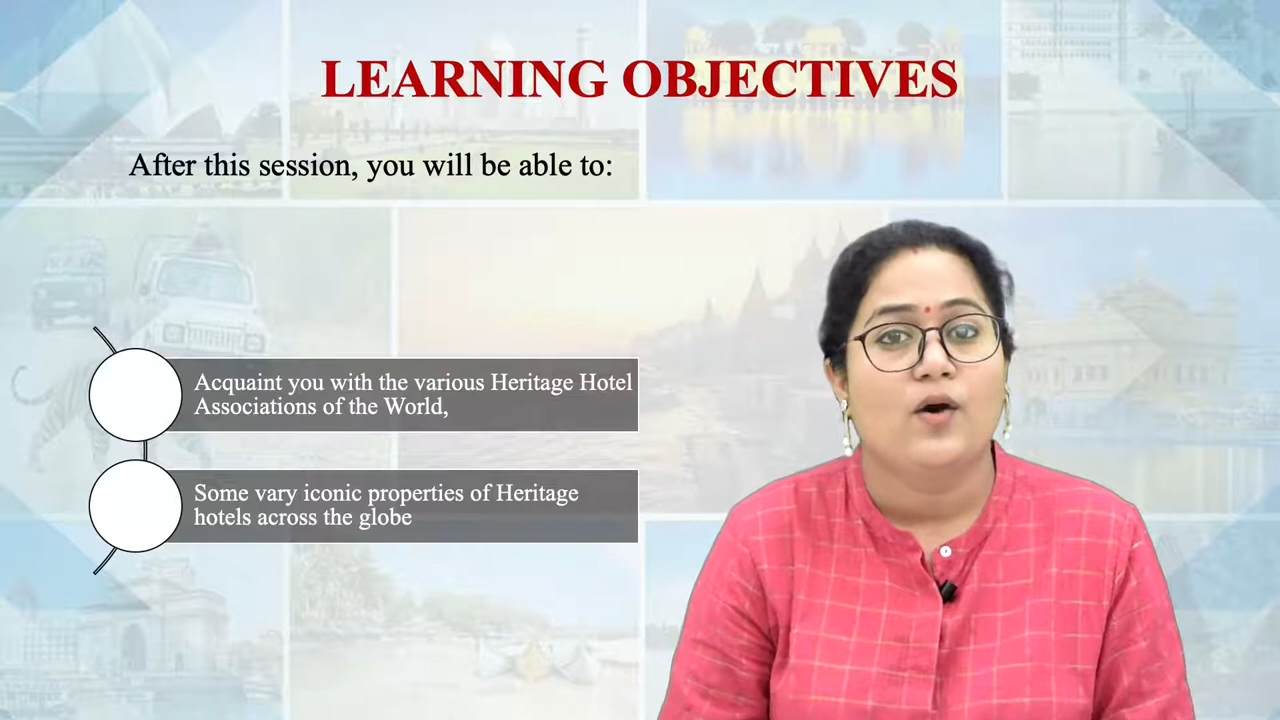 LEARNING OBJECTIVES
After this session, you will be able to:
Acquaint you with the various Heritage Hotel
Associations of the World,
Some vary iconic properties of Heritage
hotels across the globe